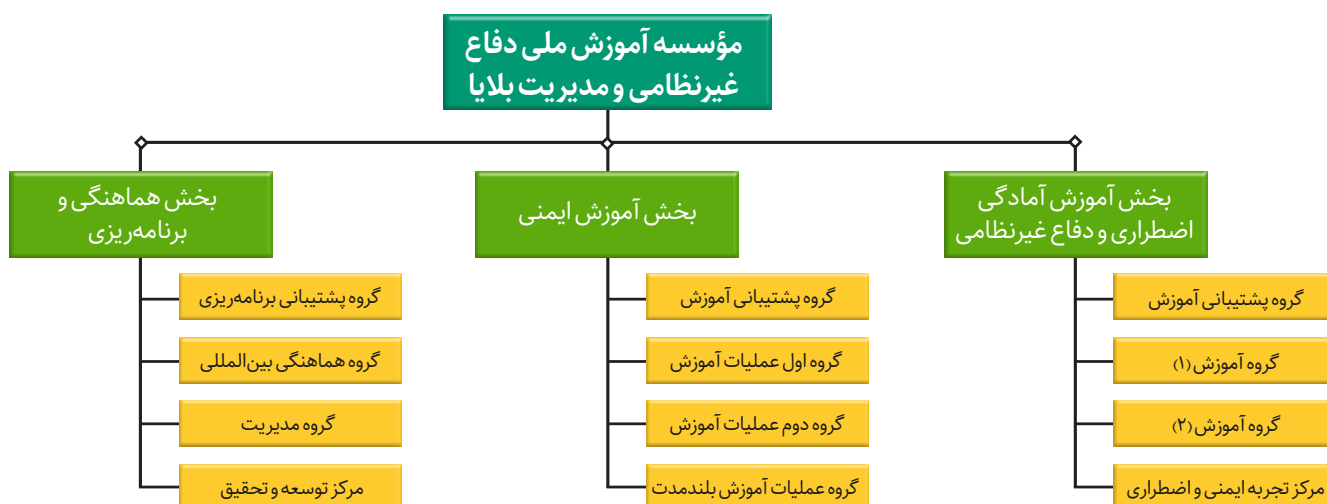 مؤسسه آموزش ملی دفاع
غیرنظامی و مدیریت بلایا
بخش آموزش آمادگی
اضطراری و دفاع غیرنظامی
گروه پشتیبانی آموزش
گروه آموزش (۱)
گروه آموزش (۲)
مرکز تجربه ایمنی و اضطراری
بخش آموزش ایمنی
گروه پشتیبانی آموزش
گروه اول عملیات آموزش
گروه دوم عملیات آموزش
گروه عملیات آموزش بلندمدت
بخش هماهنگی و
برنامه‌ریزی
گروه پشتیبانی برنامه‌ریزی
گروه هماهنگی بین‌المللی
گروه مدیریت
مرکز توسعه و تحقیق